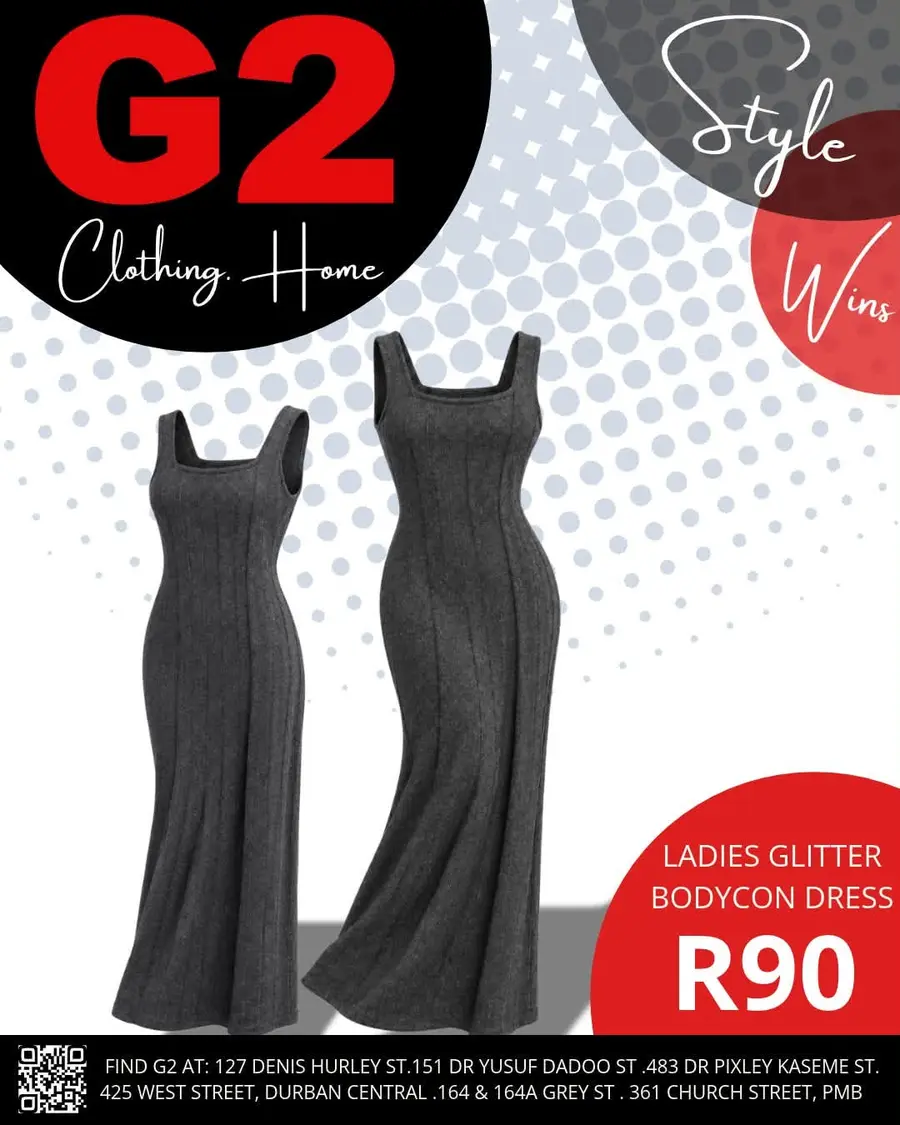 G2
Clothing. Home
Style
Wins
LADIES GLITTER
BODYCON DRESS
R90
FIND G2 AT: 127 DENIS HURLEY ST.151 DR YUSUF DADOO ST .483 DR PIXLEY KASEME ST.
425 WEST STREET, DURBAN CENTRAL .164 & 164A GREY ST . 361 CHURCH STREET, PMB